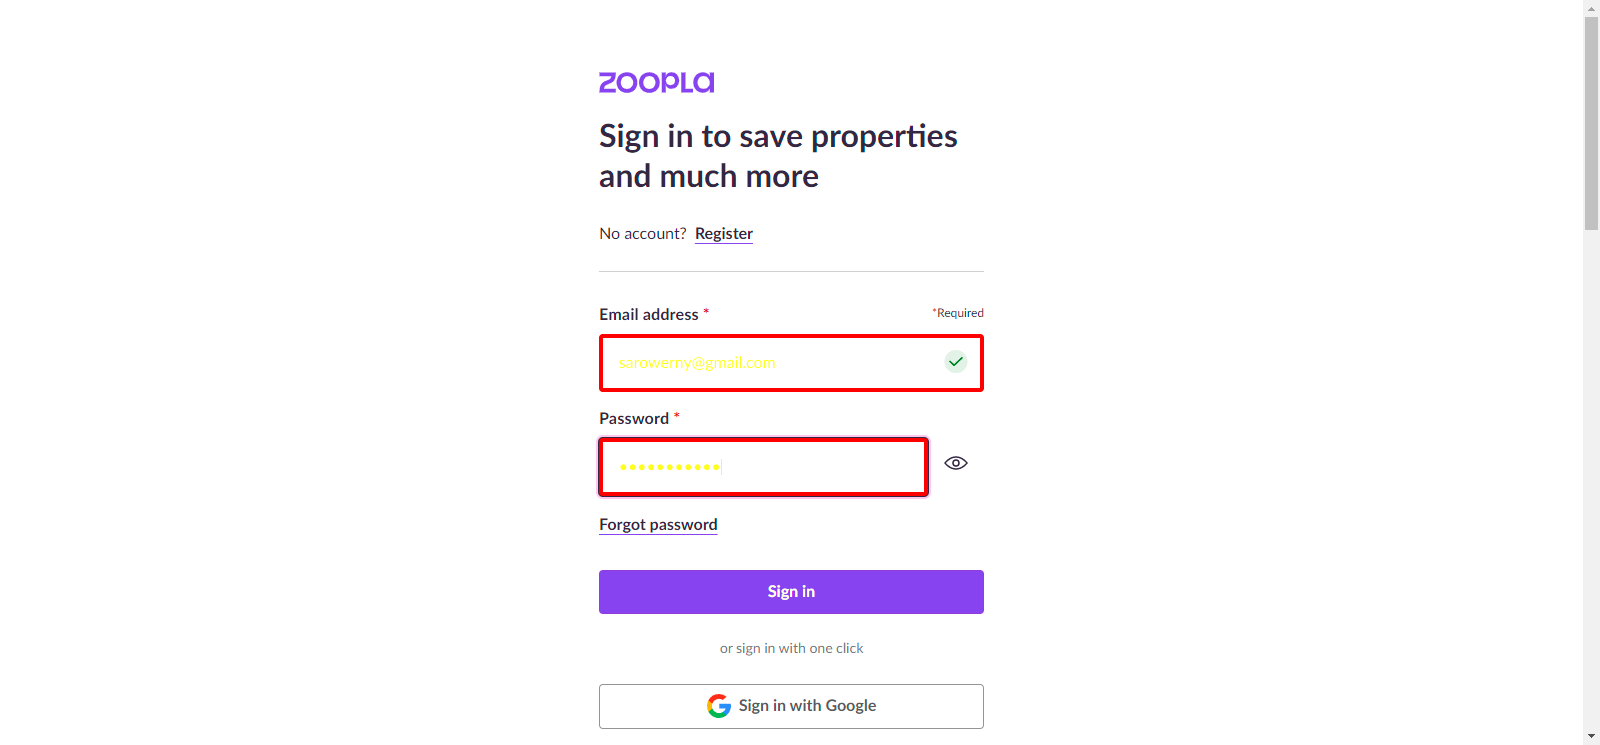 zoopla
Sign in to save properties
and much more
No account? Register
Email address *
*Required
sarowerny@gmail.com
Password *
•••••••••••
Forgot password
Sign in
or sign in with one click
Sign in with Google